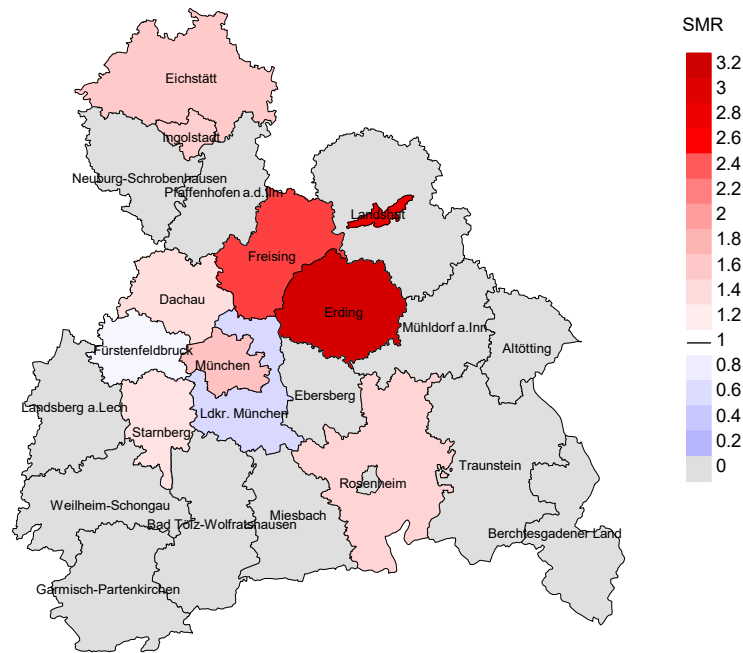 SMR
3.2
3
2.8
2.6
2.4
2.2
2
1.8
1.6
1.4
1.2
1
0.8
0.6
0.4
0.2
0
Eichstätt
Ingolstadt
Neuburg-Schrobenhausen
Pfaffenhofen a.d.Ilm
Landshut
Freising
Dachau
Erding
Mühldorf a.Inn
Altötting
Fürstenfeldbruck
München
Ebersberg
Landsberg a.Lech
Ldkr. München
Starnberg
Traunstein
Rosenheim
Weilheim-Schongau
Miesbach
Bad Tölz-Wolfratshausen
Berchtesgadener Land
Garmisch-Partenkirchen